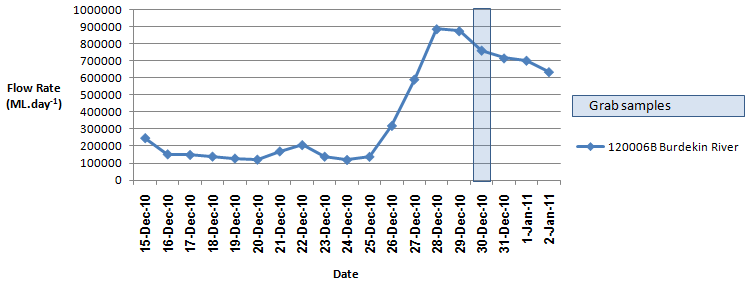 1000000
900000
800000
700000
600000
500000
400000
300000
200000
100000
0
Flow Rate
(ML.day-1)
15-Dec-10
16-Dec-10
17-Dec-10
18-Dec-10
19-Dec-10
20-Dec-10
21-Dec-10
22-Dec-10
23-Dec-10
24-Dec-10
25-Dec-10
26-Dec-10
27-Dec-10
28-Dec-10
29-Dec-10
30-Dec-10
31-Dec-10
1-Jan-11
2-Jan-11
Date
Grab samples
120006B Burdekin River